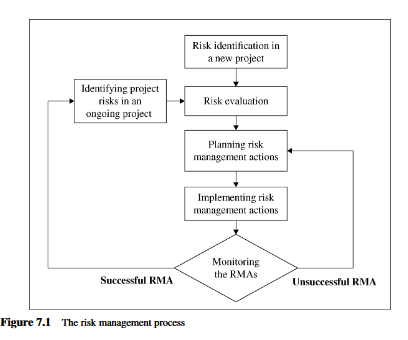 Risk identification in
a new project
Identifying project
risks in an
ongoing project
Risk evaluation
Planning risk
management actions
Implementing risk
management actions
Monitoring
the RMAs
Successful RMA
Unsuccessful RMA
Figure 7.1 The risk management process